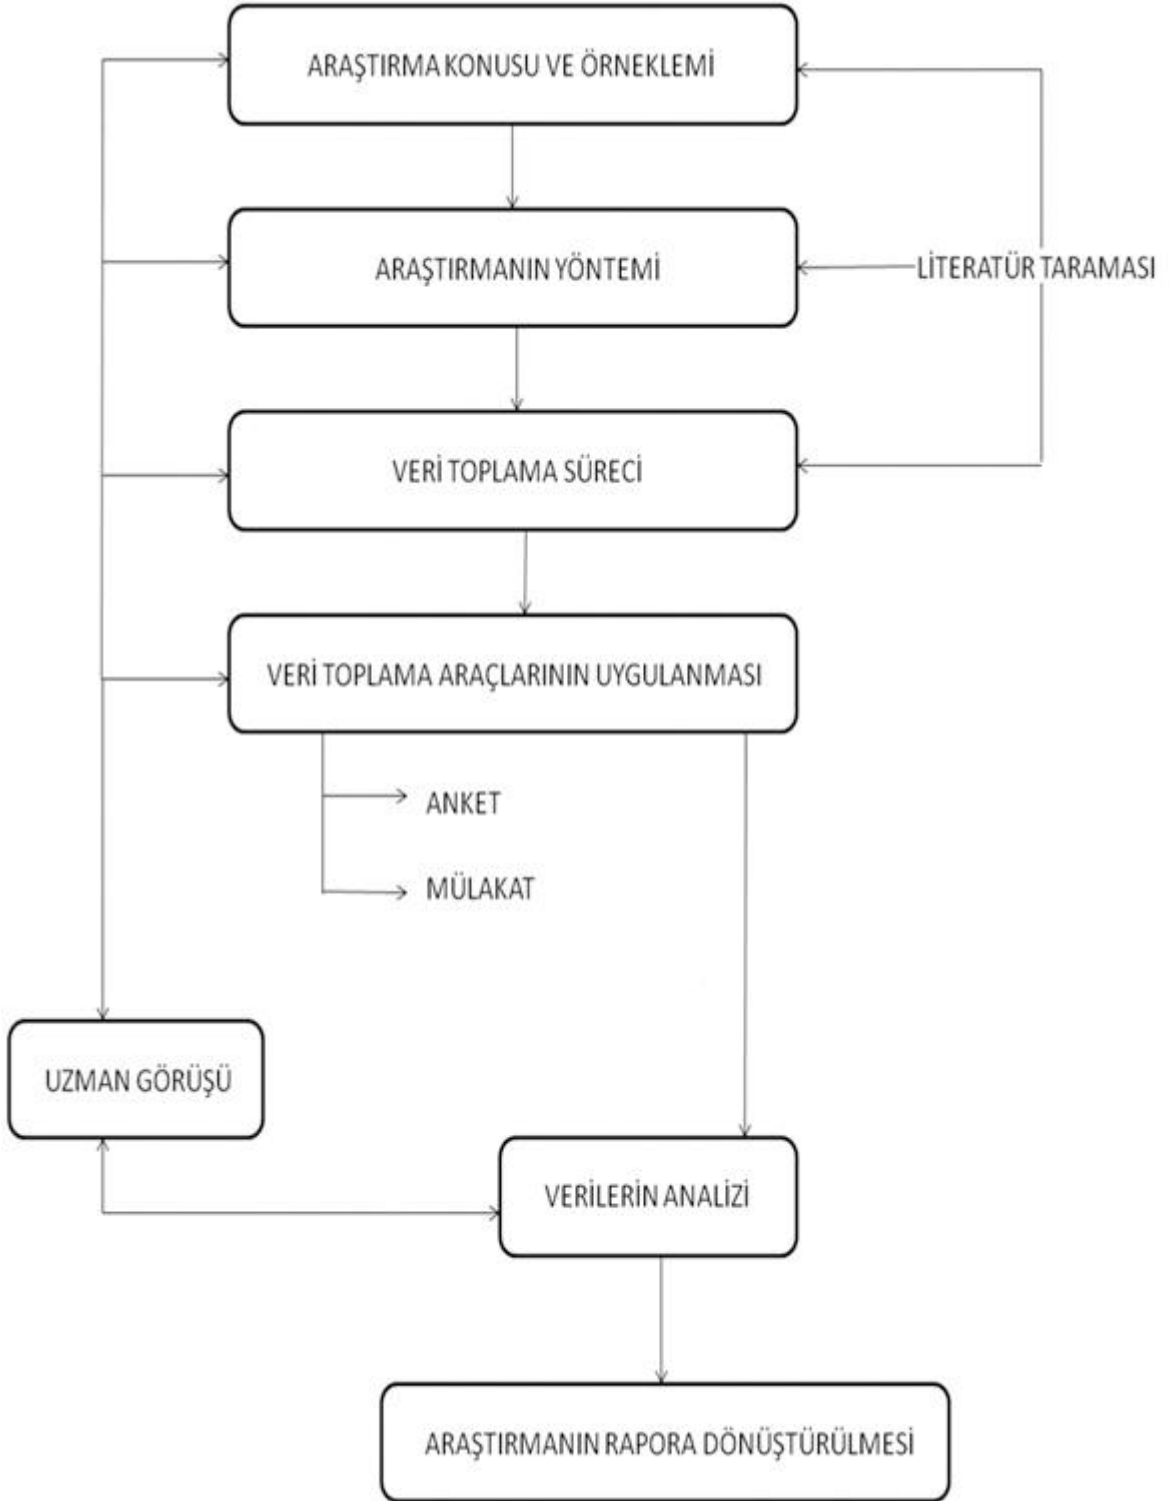 ARAŞTIRMA KONUSU VE ÖRNEKLEMİ
ARAŞTIRMANIN YÖNTEMİ
LİTERATÜR TARAMASI
VERİ TOPLAMA SÜRECİ
VERİ TOPLAMA ARAÇLARININ UYGULANMASI
ANKET
MÜLAKAT
UZMAN GÖRÜŞÜ
VERİLERİN ANALİZİ
ARAŞTIRMANIN RAPORA DÖNÜŞTÜRÜLMESİ